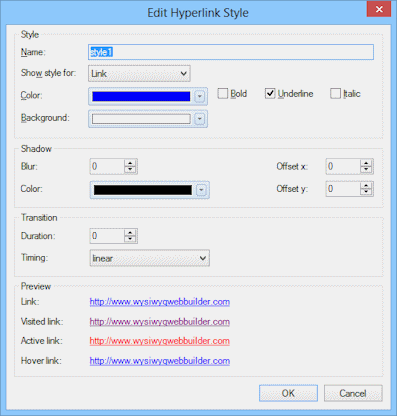 Edit Hyperlink Style
Style
Name: style1
Show style for: Link
Color: Bold Underline Italic
Background:
Shadow
Blur: 0 Offset x: 0
Color: Offset y: 0
Transition
Duration: 0
Timing: linear
Preview
Link: http://www.wysiwygwebbuilder.com
Visited link: http://www.wysiwygwebbuilder.com
Active link: http://www.wysiwygwebbuilder.com
Hover link: http://www.wysiwygwebbuilder.com
OK Cancel